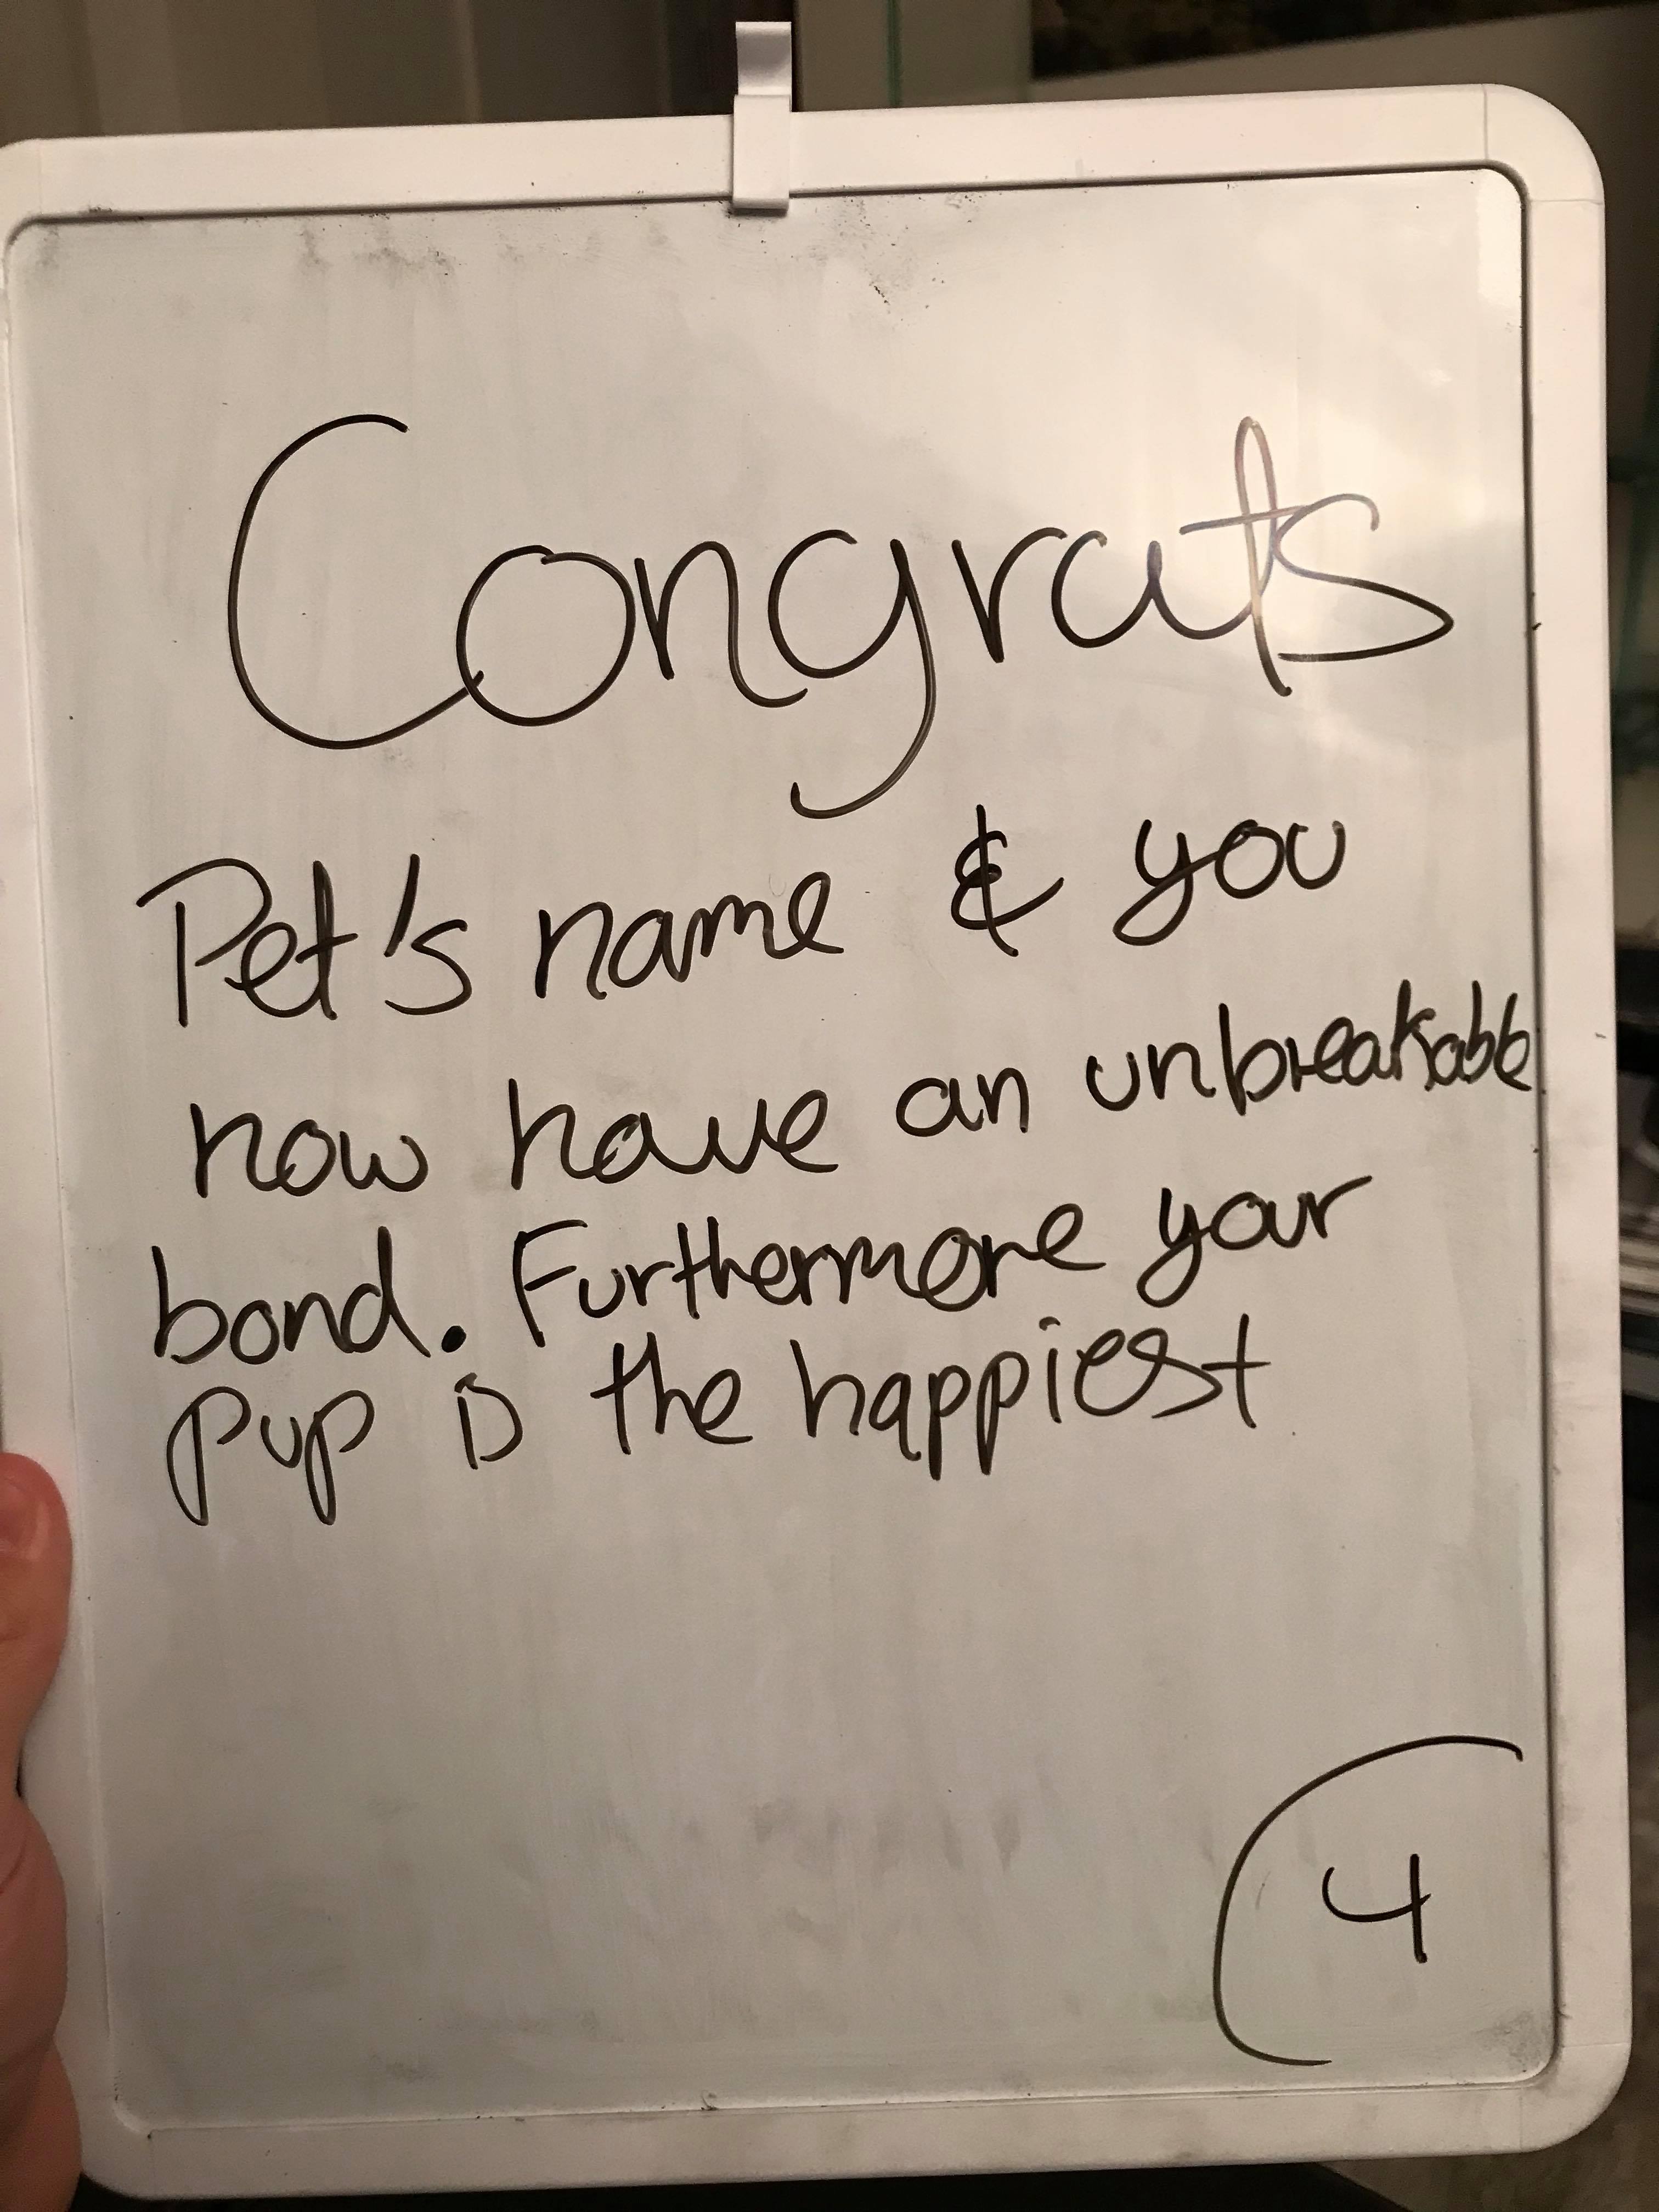 Congrats
Pet's name & you
now have an unbreakable
bond. Furthermore your
pup is the happiest
4